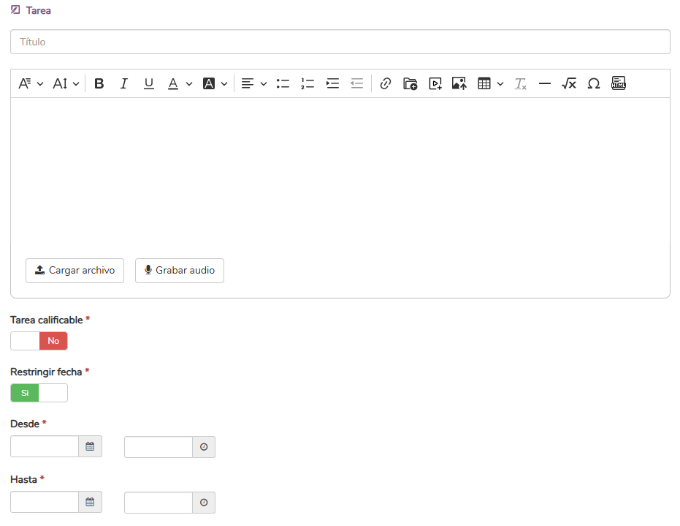 Tarea
Título
Cargar archivo Grabar audio
Tarea calificable *
No
Restringir fecha *
Si
Desde *
Hasta *